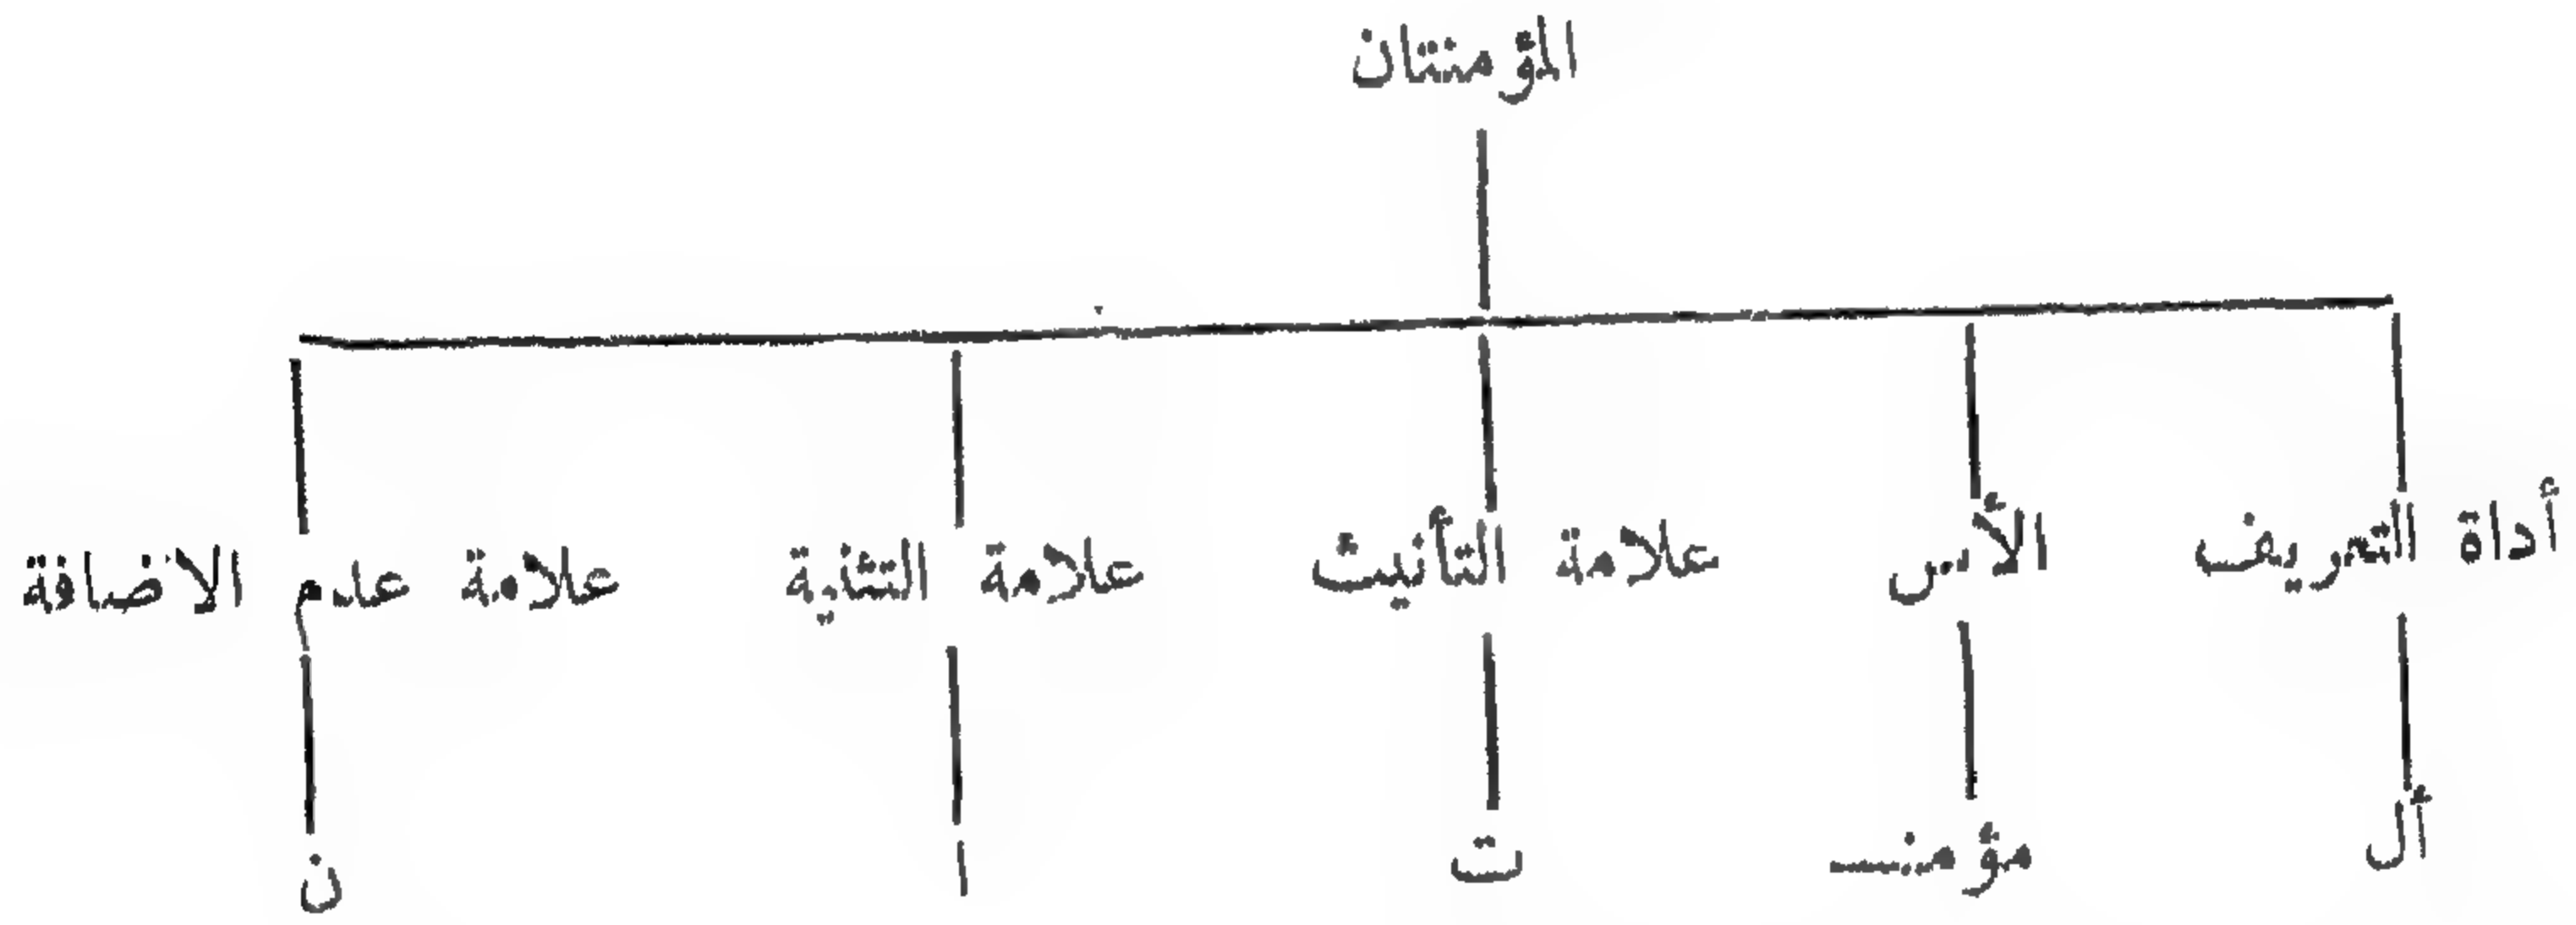 المؤمنتان
أداة التعريف الأس علامة التأنيث علامة التثنية علامة عدم الاضافة
أل مؤمنـ ت ا ن